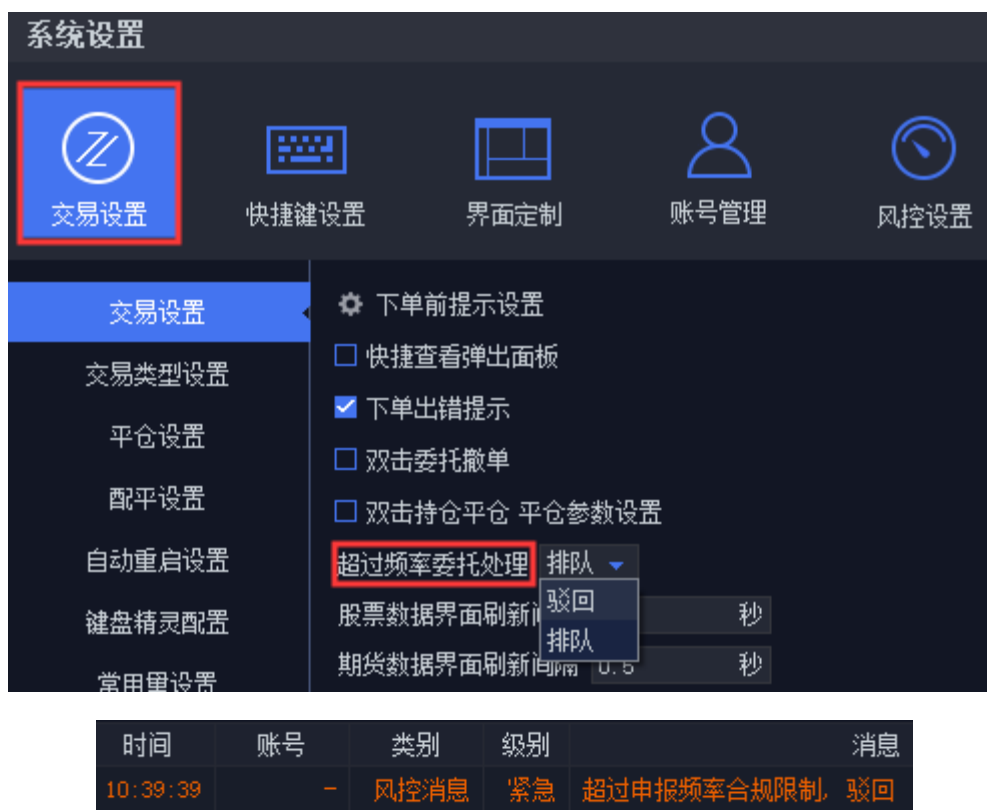 系统设置
交易设置 快捷键设置 界面定制 账号管理 风控设置
交易设置
交易类型设置
平仓设置
配平设置
自动重启设置
键盘精灵配置
常用量设置
下单前提示设置
快捷查看弹出面板
下单出错提示
双击委托撤单
双击持仓平仓 平仓参数设置
超过频率委托处理 排队
驳回
排队
股票数据界面刷新间 秒
期货数据界面刷新间隔 0.5 秒
时间 账号 类别 级别 消息
10:39:39 - 风控消息 紧急 超过申报频率合规限制, 驳回